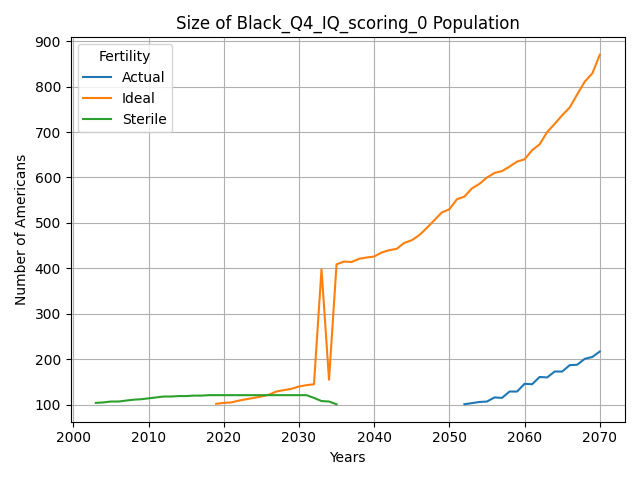 Size of Black_Q4_IQ_scoring_0 Population
Number of Americans
900
800
700
600
500
400
300
200
100
Fertility
Actual
Ideal
Sterile
2000 2010 2020 2030 2040 2050 2060 2070
Years